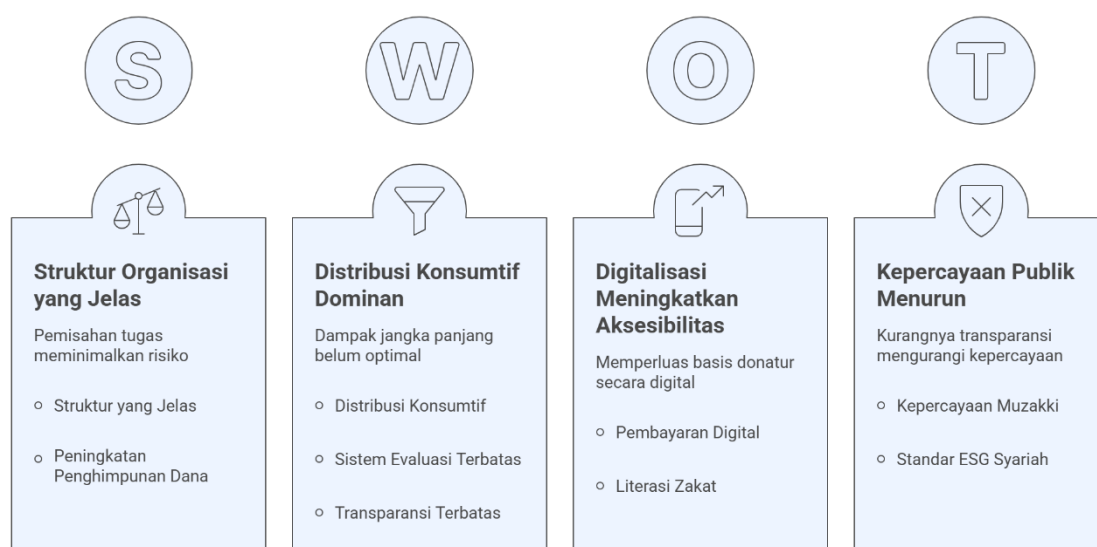 S
W
O
T
Struktur Organisasi
yang Jelas
Pemisahan tugas
meminimalkan risiko
Struktur yang Jelas
Peningkatan
Penghimpunan Dana
Distribusi Konsumtif
Dominan
Dampak jangka panjang
belum optimal
Distribusi Konsumtif
Sistem Evaluasi Terbatas
Transparansi Terbatas
Digitalisasi
Meningkatkan
Aksesibilitas
Memperluas basis donatur
secara digital
Pembayaran Digital
Literasi Zakat
Kepercayaan Publik
Menurun
Kurangnya transparansi
mengurangi kepercayaan
Kepercayaan Muzakki
Standar ESG Syariah